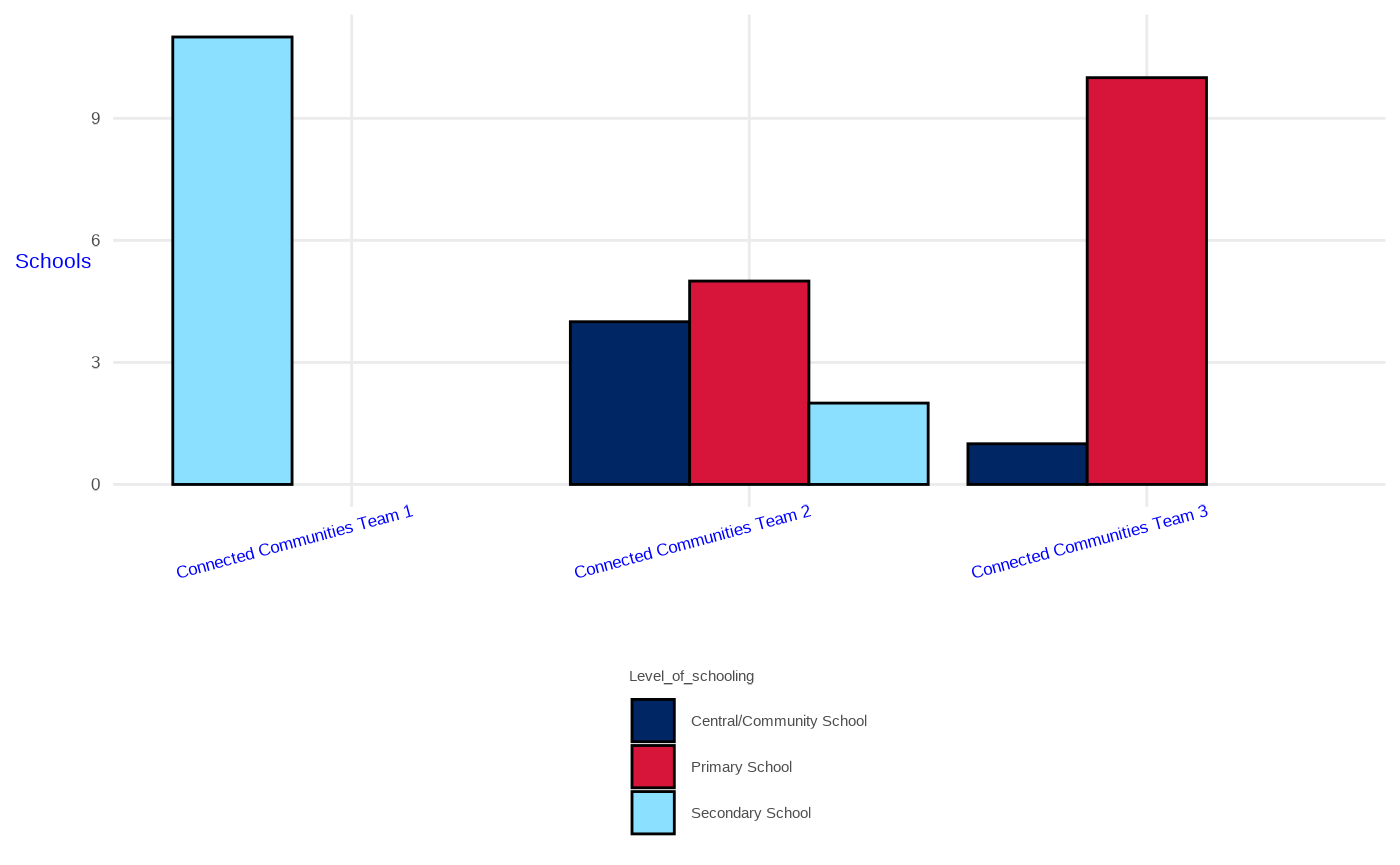 9
6
Schools
3
0
Connected Communities Team 1
Connected Communities Team 2
Connected Communities Team 3
Level_of_schooling
Central/Community School
Primary School
Secondary School